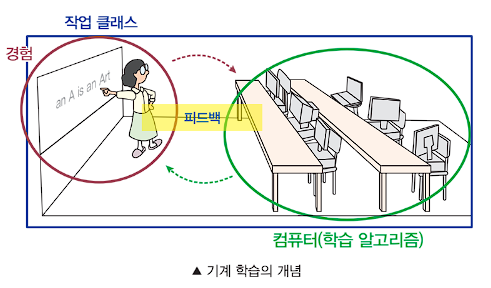 작업 클래스
경험
an A is an Art
피드백
컴퓨터(학습 알고리즘)
▲ 기계 학습의 개념